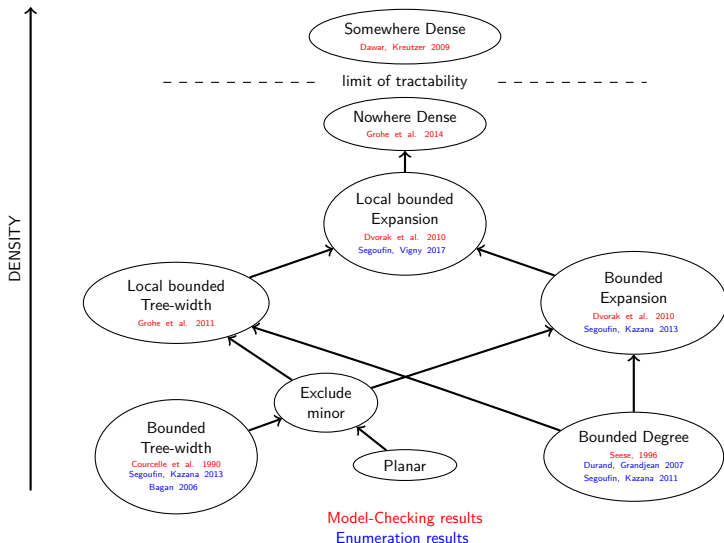 Somewhere Dense
Dawar, Kreutzer 2009
limit of tractability
Nowhere Dense
Grohe et al. 2014
Local bounded
Expansion
Dvorak et al. 2010
Segoufin, Vigny 2017
DENSITY
Local bounded
Tree-width
Grohe et al. 2011
Bounded
Expansion
Dvorak et al. 2010
Segoufin, Kazana 2013
Exclude
minor
Bounded
Tree-width
Courcelle et al. 1990
Segoufin, Kazana 2013
Bagan 2006
Planar
Bounded Degree
Seese, 1996
Durand, Grandjean 2007
Segoufin, Kazana 2011
Model-Checking results
Enumeration results